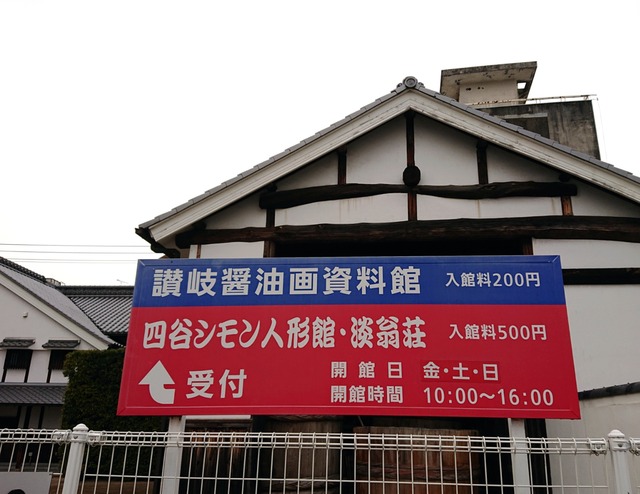 讃岐醤油画資料館 入館料200円
四谷シモン人形館・淡翁荘 入館料500円
受付
開館日 金・土・日
開館時間 10:00～16:00